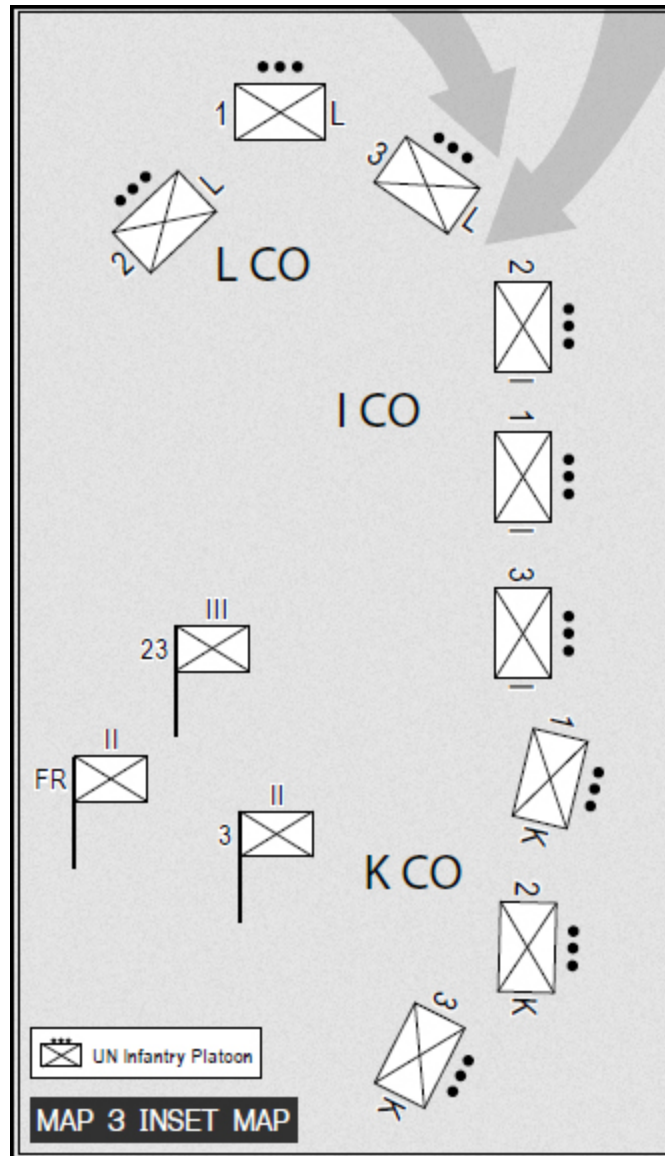 1 L
3 L
2 L
L CO
2 I
I CO
1 I
3 I
III
23
1 K
II
FR
II
3
K CO
2 K
3 K
UN Infantry Platoon
MAP 3 INSET MAP